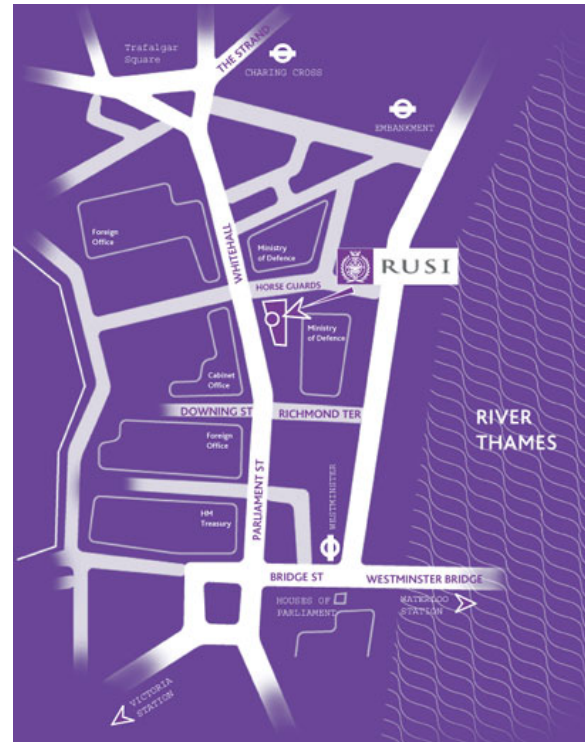 Trafalgar
Square
THE STRAND
CHARING CROSS
EMBANKMENT
Foreign
Office
WHITEHALL
Ministry
of Defence
RUSI
HORSE GUARDS
Ministry
of Defence
Cabinet
Office
DOWNING ST
RICHMOND TER
RIVER
THAMES
Foreign
Office
PARLIAMENT ST
WESTMINSTER
HM
Treasury
BRIDGE ST
WESTMINSTER BRIDGE
HOUSES OF
PARLIAMENT
WATERLOO
STATION
VICTORIA
STATION